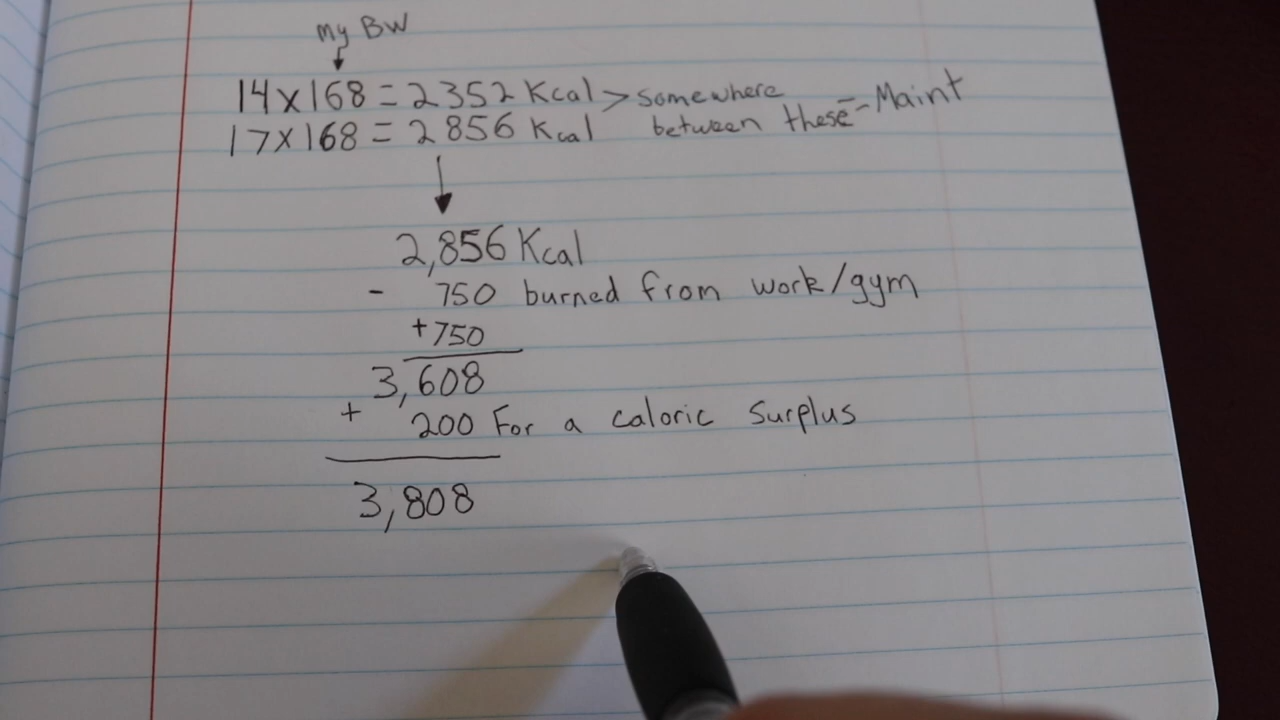 my BW
14x168 = 2352 Kcal > somewhere
17x168 = 2856 Kcal between these - Maint
2,856 Kcal
- 750 burned from work/gym
+750
3,608
+ 200 For a caloric surplus
3,808